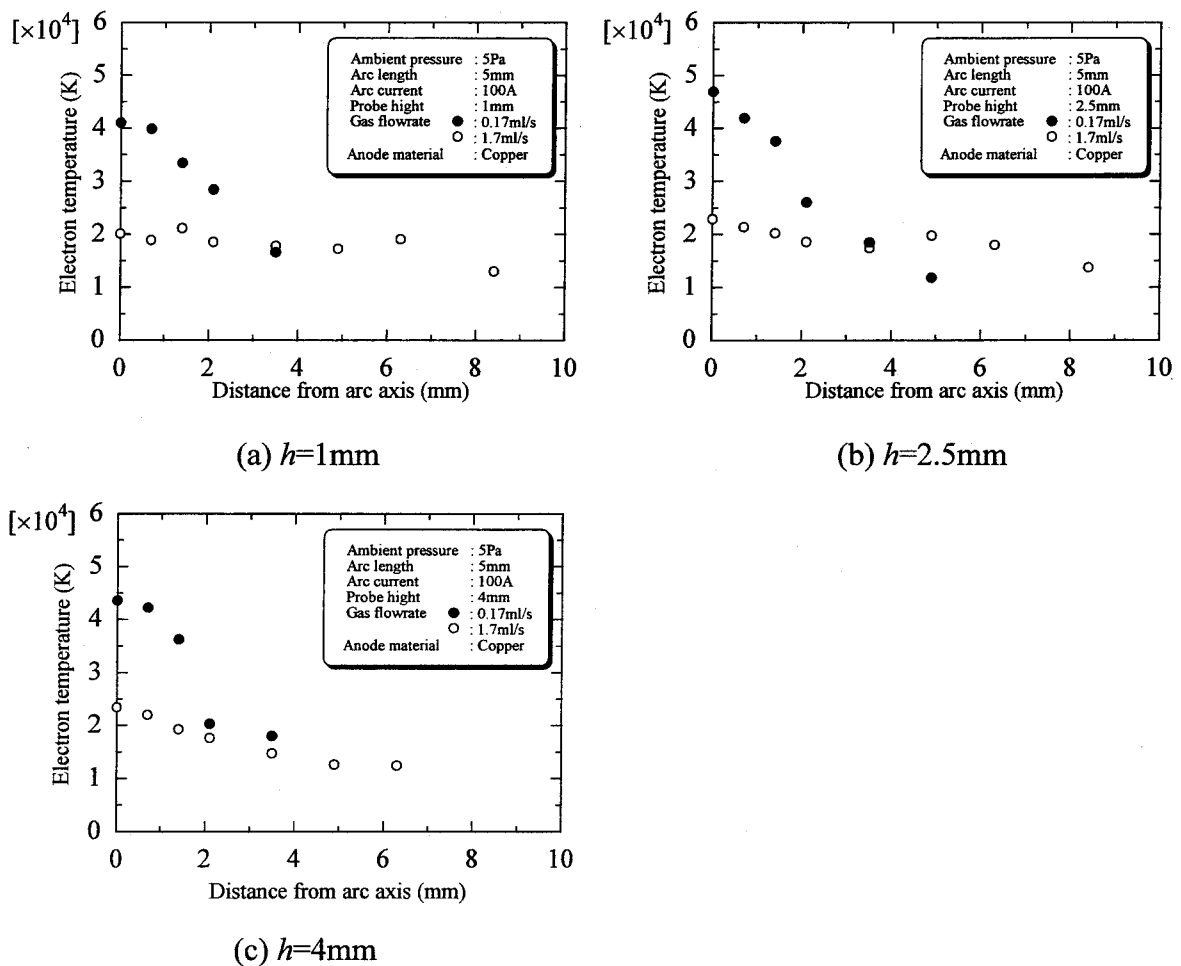 [×10⁴]
6
5
4
3
2
1
0
Electron temperature (K)
Ambient pressure : 5Pa
Arc length : 5mm
Arc current : 100A
Probe hight : 1mm
Gas flowrate ● : 0.17ml/s
○ : 1.7ml/s
Anode material : Copper
0 2 4 6 8 10
Distance from arc axis (mm)
(a) h=1mm
[×10⁴]
6
5
4
3
2
1
0
Electron temperature (K)
Ambient pressure : 5Pa
Arc length : 5mm
Arc current : 100A
Probe hight : 2.5mm
Gas flowrate ● : 0.17ml/s
○ : 1.7ml/s
Anode material : Copper
0 2 4 6 8 10
Distance from arc axis (mm)
(b) h=2.5mm
[×10⁴]
6
5
4
3
2
1
0
Electron temperature (K)
Ambient pressure : 5Pa
Arc length : 5mm
Arc current : 100A
Probe hight : 4mm
Gas flowrate ● : 0.17ml/s
○ : 1.7ml/s
Anode material : Copper
0 2 4 6 8 10
Distance from arc axis (mm)
(c) h=4mm